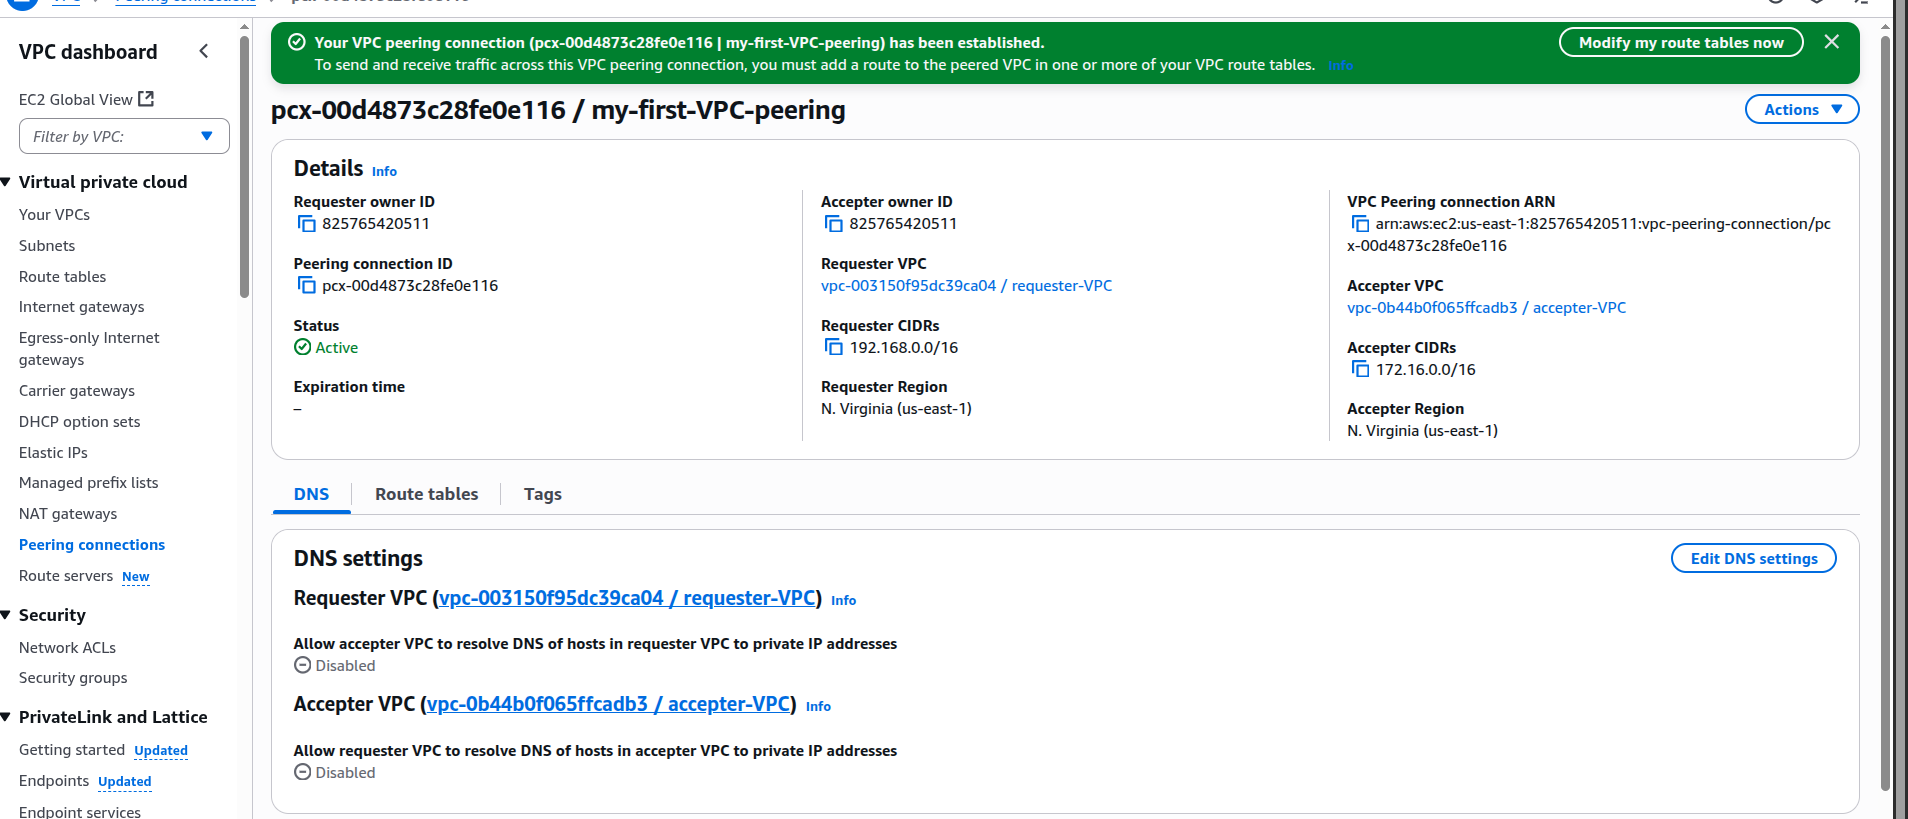 VPC dashboard
EC2 Global View
Filter by VPC:
Virtual private cloud
Your VPCs
Subnets
Route tables
Internet gateways
Egress-only Internet
gateways
Carrier gateways
DHCP option sets
Elastic IPs
Managed prefix lists
NAT gateways
Peering connections
Route servers New
Security
Network ACLs
Security groups
PrivateLink and Lattice
Getting started Updated
Endpoints Updated
Endpoint services
Your VPC peering connection (pcx-00d4873c28fe0e116 | my-first-VPC-peering) has been established.
To send and receive traffic across this VPC peering connection, you must add a route to the peered VPC in one or more of your VPC route tables. Info
Modify my route tables now
pcx-00d4873c28fe0e116 / my-first-VPC-peering
Actions
Details Info
Requester owner ID
825765420511
Peering connection ID
pcx-00d4873c28fe0e116
Status
Active
Expiration time
–
Accepter owner ID
825765420511
Requester VPC
vpc-003150f95dc39ca04 / requester-VPC
Requester CIDRs
192.168.0.0/16
Requester Region
N. Virginia (us-east-1)
VPC Peering connection ARN
arn:aws:ec2:us-east-1:825765420511:vpc-peering-connection/pc
x-00d4873c28fe0e116
Accepter VPC
vpc-0b44b0f065ffcadb3 / accepter-VPC
Accepter CIDRs
172.16.0.0/16
Accepter Region
N. Virginia (us-east-1)
DNS
Route tables
Tags
DNS settings
Edit DNS settings
Requester VPC (vpc-003150f95dc39ca04 / requester-VPC) Info
Allow accepter VPC to resolve DNS of hosts in requester VPC to private IP addresses
Disabled
Accepter VPC (vpc-0b44b0f065ffcadb3 / accepter-VPC) Info
Allow requester VPC to resolve DNS of hosts in accepter VPC to private IP addresses
Disabled